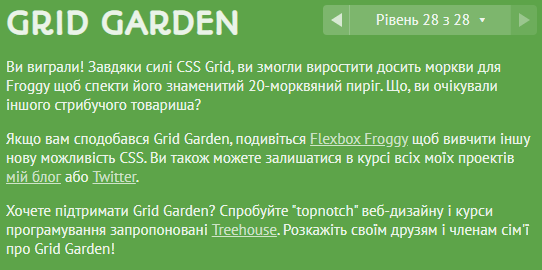 GRID GARDEN
Рівень 28 з 28
Ви виграли! Завдяки силі CSS Grid, ви змогли виростити досить моркви для
Froggy щоб спекти його знаменитий 20-морквяний пиріг. Що, ви очікували
іншого стрибучого товариша?
Якщо вам сподобався Grid Garden, подивіться Flexbox Froggy щоб вивчити іншу
нову можливість CSS. Ви також можете залишатися в курсі всіх моїх проектів
мій блог або Twitter.
Хочете підтримати Grid Garden? Спробуйте "topnotch" веб-дизайну і курси
програмування запропоновані Treehouse. Розкажіть своїм друзям і членам сім'ї
про Grid Garden!